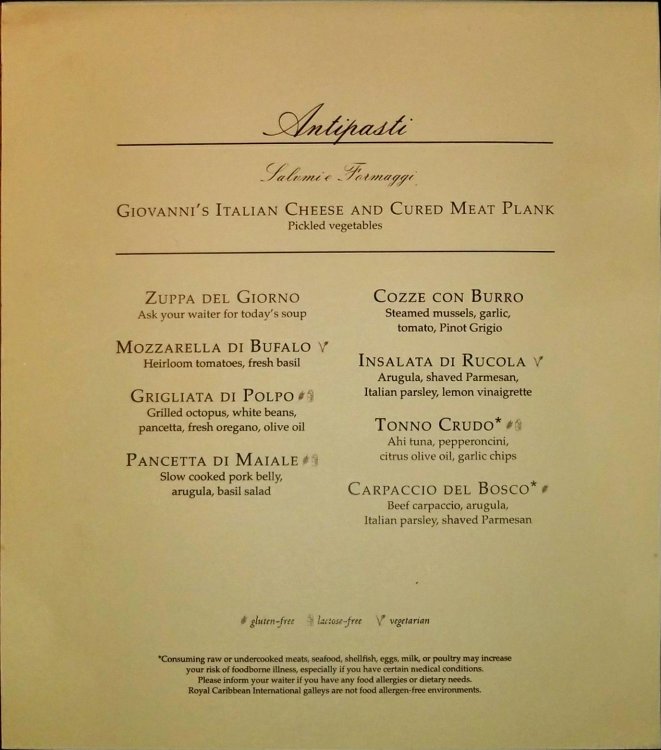 Antipasti
Salumi e Formaggi
Giovanni's Italian Cheese and Cured Meat Plank
Pickled vegetables
Zuppa del Giorno
Ask your waiter for today's soup
Mozzarella di Bufalo
Heirloom tomatoes, fresh basil
Grigliata di Polpo
Grilled octopus, white beans,
pancetta, fresh oregano, olive oil
Pancetta di Maiale
Slow cooked pork belly,
arugula, basil salad
Cozze con Burro
Steamed mussels, garlic,
tomato, Pinot Grigio
Insalata di Rucola
Arugula, shaved Parmesan,
Italian parsley, lemon vinaigrette
Tonno Crudo*
Ahi tuna, pepperoncini,
citrus olive oil, garlic chips
Carpaccio del Bosco*
Beef carpaccio, arugula,
Italian parsley, shaved Parmesan
gluten-free lactose-free vegetarian
*Consuming raw or undercooked meats, seafood, shellfish, eggs, milk, or poultry may increase
your risk of foodborne illness, especially if you have certain medical conditions.
Please inform your waiter if you have any food allergies or dietary needs.
Royal Caribbean International galleys are not food allergen-free environments.